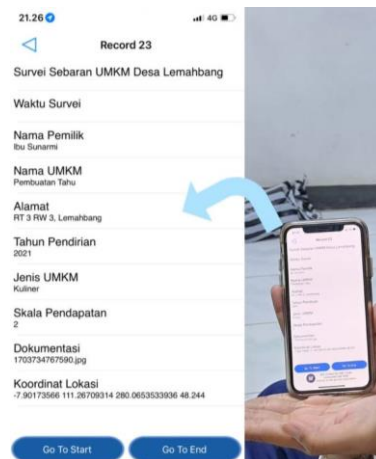 21.26
4G
Record 23
Survei Sebaran UMKM Desa Lemahbang
Waktu Survei
Nama Pemilik
Ibu Sunarmi
Nama UMKM
Pembuatan Tahu
Alamat
RT 3 RW 3, Lemahbang
Tahun Pendirian
2021
Jenis UMKM
Kuliner
Skala Pendapatan
2
Dokumentasi
1703734767590.jpg
Koordinat Lokasi
-7.90173566 111.26709314 280.0653533936 48.244
Go To Start
Go To End
Record 23